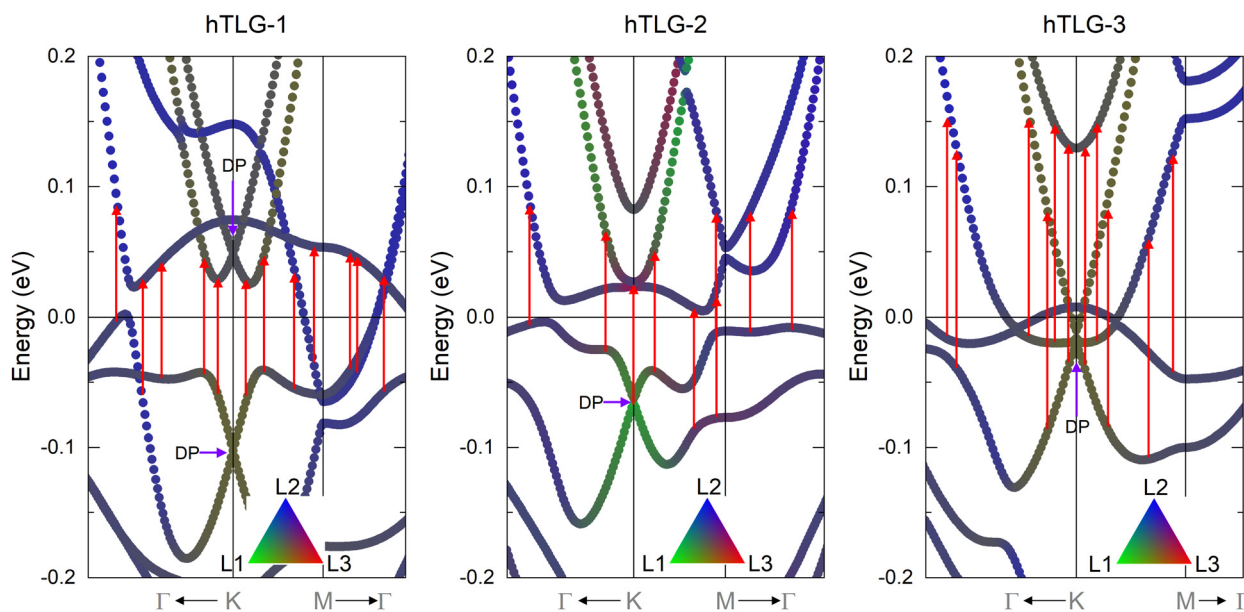 hTLG-1
hTLG-2
hTLG-3
Energy (eV)
0.2
0.1
0.0
-0.1
-0.2
DP
DP
L2
L1
L3
Γ K M Γ
Energy (eV)
0.2
0.1
0.0
-0.1
-0.2
DP
L2
L1
L3
Γ K M Γ
Energy (eV)
0.2
0.1
0.0
-0.1
-0.2
DP
L2
L1
L3
Γ K M Γ